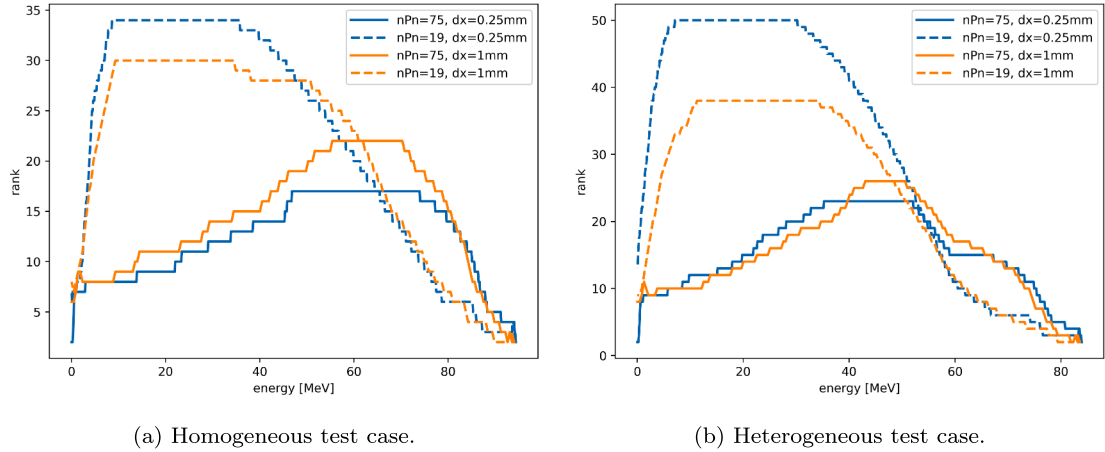 35
30
25
20
15
10
5
rank
0
20
40
60
80
energy [MeV]
nPn=75, dx=0.25mm
nPn=19, dx=0.25mm
nPn=75, dx=1mm
nPn=19, dx=1mm
(a) Homogeneous test case.
50
40
30
20
10
0
rank
0
20
40
60
80
energy [MeV]
nPn=75, dx=0.25mm
nPn=19, dx=0.25mm
nPn=75, dx=1mm
nPn=19, dx=1mm
(b) Heterogeneous test case.